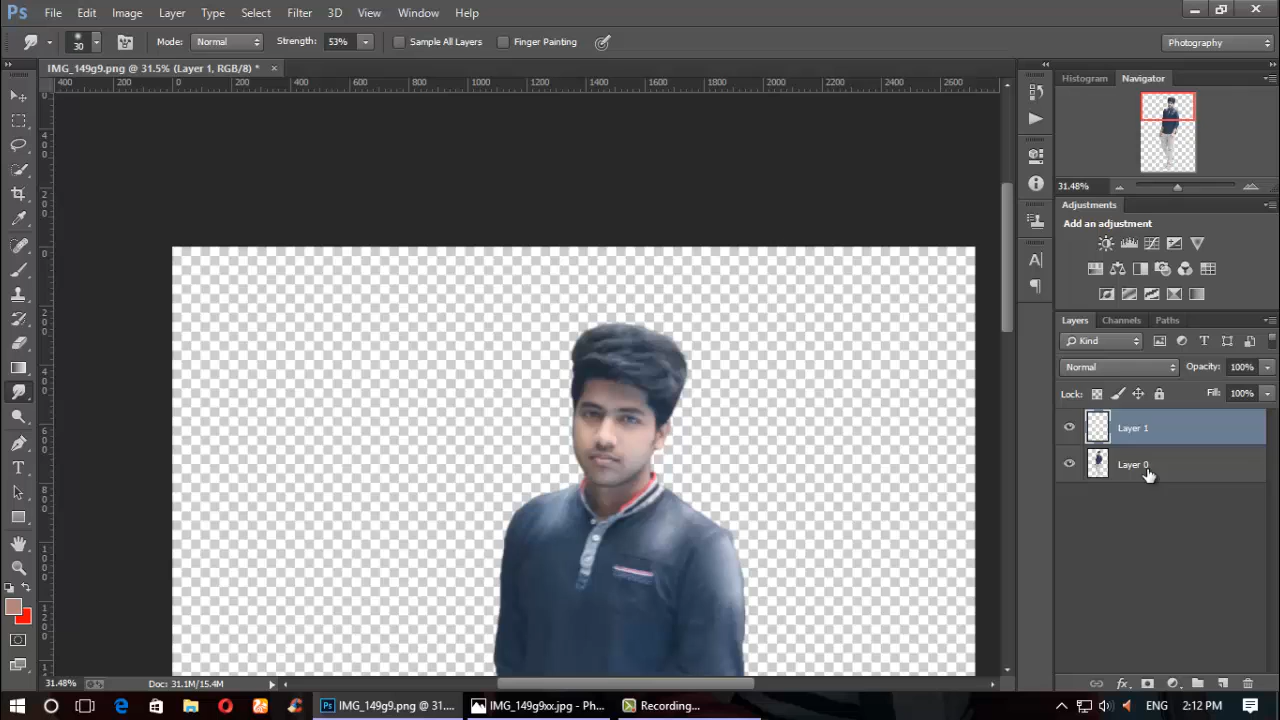 Ps File Edit Image Layer Type Select Filter 3D View Window Help
30 Mode: Normal Strength: 53% Sample All Layers Finger Painting Photography
IMG_149g9.png @ 31.5% (Layer 1, RGB/8) * ×
400 200 0 200 400 600 800 1000 1200 1400 1600 1800 2000 2200 2400 2600
Histogram Navigator
31.48%
Adjustments
Add an adjustment
Layers Channels Paths
Kind
Normal Opacity: 100%
Lock: Fill: 100%
Layer 1
Layer 0
31.48% Doc: 31.1M/15.4M
Ps IMG_149g9.png @ 31.... IMG_149g9xx.jpg - Ph... Recording... ENG 2:12 PM